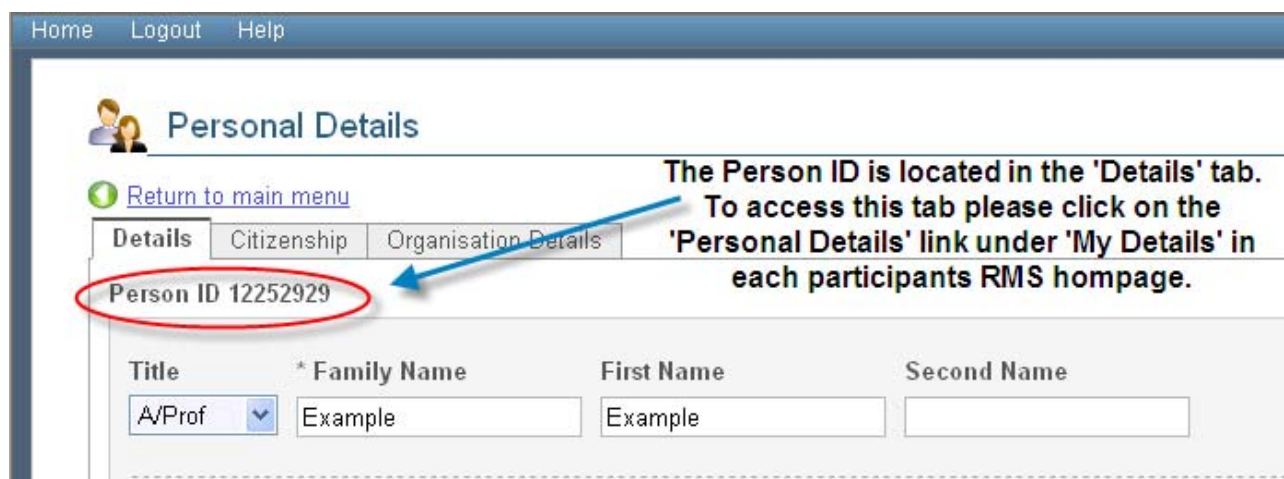 Home Logout Help
Personal Details
The Person ID is located in the 'Details' tab.
To access this tab please click on the
'Personal Details' link under 'My Details' in
each participants RMS hompage.
Return to main menu
Details Citizenship Organisation Details
Person ID 12252929
Title * Family Name First Name Second Name
A/Prof Example Example